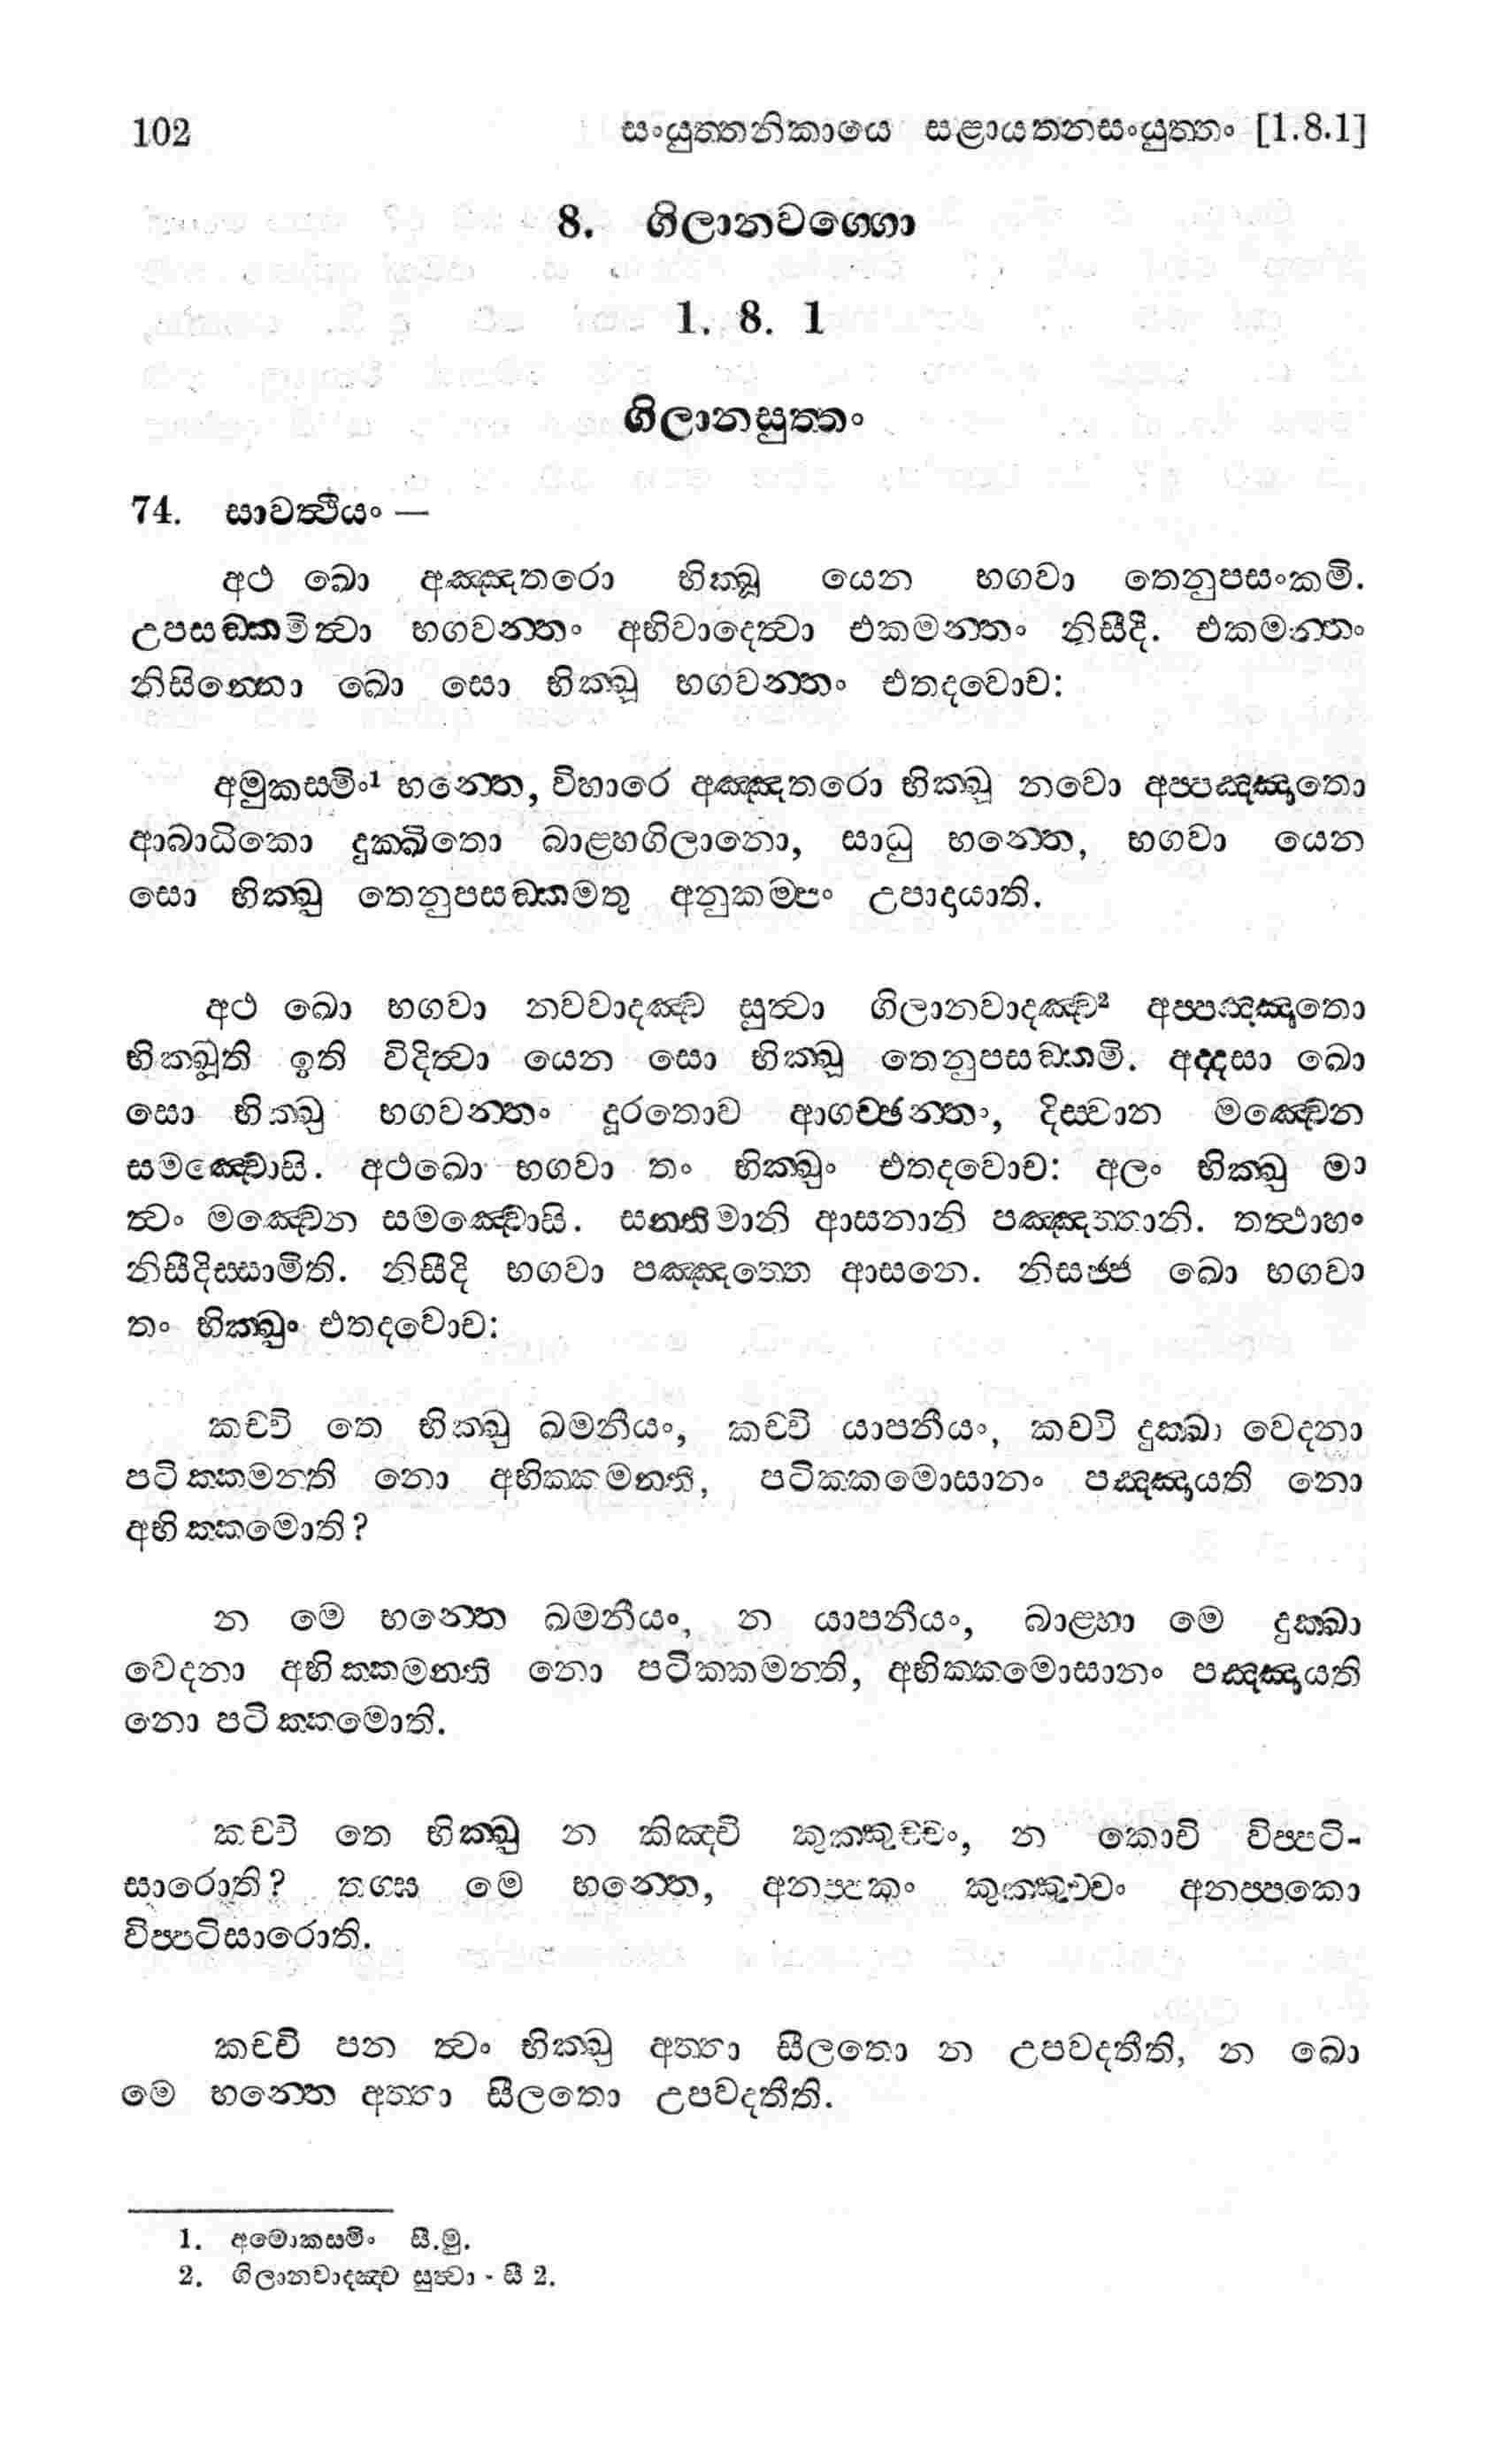 102 සංයුත්තනිකායෙ සළායතනසංයුත්තං [1.8.1]
8. ගිලානවග්ගො
1. 8. 1
ගිලානසුත්තං
74. සාවත්ථියං —
අථ ඛො අඤ්ඤතරො භික්ඛු යෙන භගවා තෙනුපසංකමි.
උපසඞ්කමිත්වා භගවන්තං අභිවාදෙත්වා එකමන්තං නිසීදි. එකමන්තං
නිසින්නො ඛො සො භික්ඛු භගවන්තං එතදවොච:
අමුකස්මිං¹ භන්තෙ, විහාරෙ අඤ්ඤතරො භික්ඛු නවො අප්පඤ්ඤාතො
ආබාධිකො දුක්ඛිතො බාළ්හගිලානො, සාධු භන්තෙ, භගවා යෙන
සො භික්ඛු තෙනුපසඞ්කමතු අනුකම්පං උපාදායාති.
අථ ඛො භගවා නවවාදඤ්ච සුත්වා ගිලානවාදඤ්ච² අප්පඤ්ඤාතො
භික්ඛූති ඉති විදිත්වා යෙන සො භික්ඛු තෙනුපසඞ්කමි. අද්දසා ඛො
සො භික්ඛු භගවන්තං දූරතොව ආගච්ඡන්තං, දිස්වාන මඤ්චෙන
සමඤ්චොසි. අථඛො භගවා තං භික්ඛුං එතදවොච: අලං භික්ඛු මා
ත්වං මඤ්චෙන සමඤ්චොසි. සන්තිමානි ආසනානි පඤ්ඤත්තානි. තත්ථාහං
නිසීදිස්සාමීති. නිසීදි භගවා පඤ්ඤත්තෙ ආසනෙ. නිසජ්ජ ඛො භගවා
තං භික්ඛුං එතදවොච:
කච්චි තෙ භික්ඛු ඛමනීයං, කච්චි යාපනීයං, කච්චි දුක්ඛා වෙදනා
පටික්කමන්ති නො අභික්කමන්ති, පටික්කමොසානං පඤ්ඤායති නො
අභික්කමොති?
න මෙ භන්තෙ ඛමනීයං, න යාපනීයං, බාළ්හා මෙ දුක්ඛා
වෙදනා අභික්කමන්ති නො පටික්කමන්ති, අභික්කමොසානං පඤ්ඤායති
නො පටික්කමොති.
කච්චි තෙ භික්ඛු න කිඤ්චි කුක්කුච්චං, න කොචි විප්පටි-
සාරොති? තග්ඝ මෙ භන්තෙ, අනප්පකං කුක්කුච්චං අනප්පකො
විප්පටිසාරොති.
කච්චි පන ත්වං භික්ඛු අත්තා සීලතො න උපවදතීති, න ඛො
මෙ භන්තෙ අත්තා සීලතො උපවදතීති.
1. අමොකස්මිං සී.මු.
2. ගිලානවාදඤ්ච සුත්වා - සී 2.